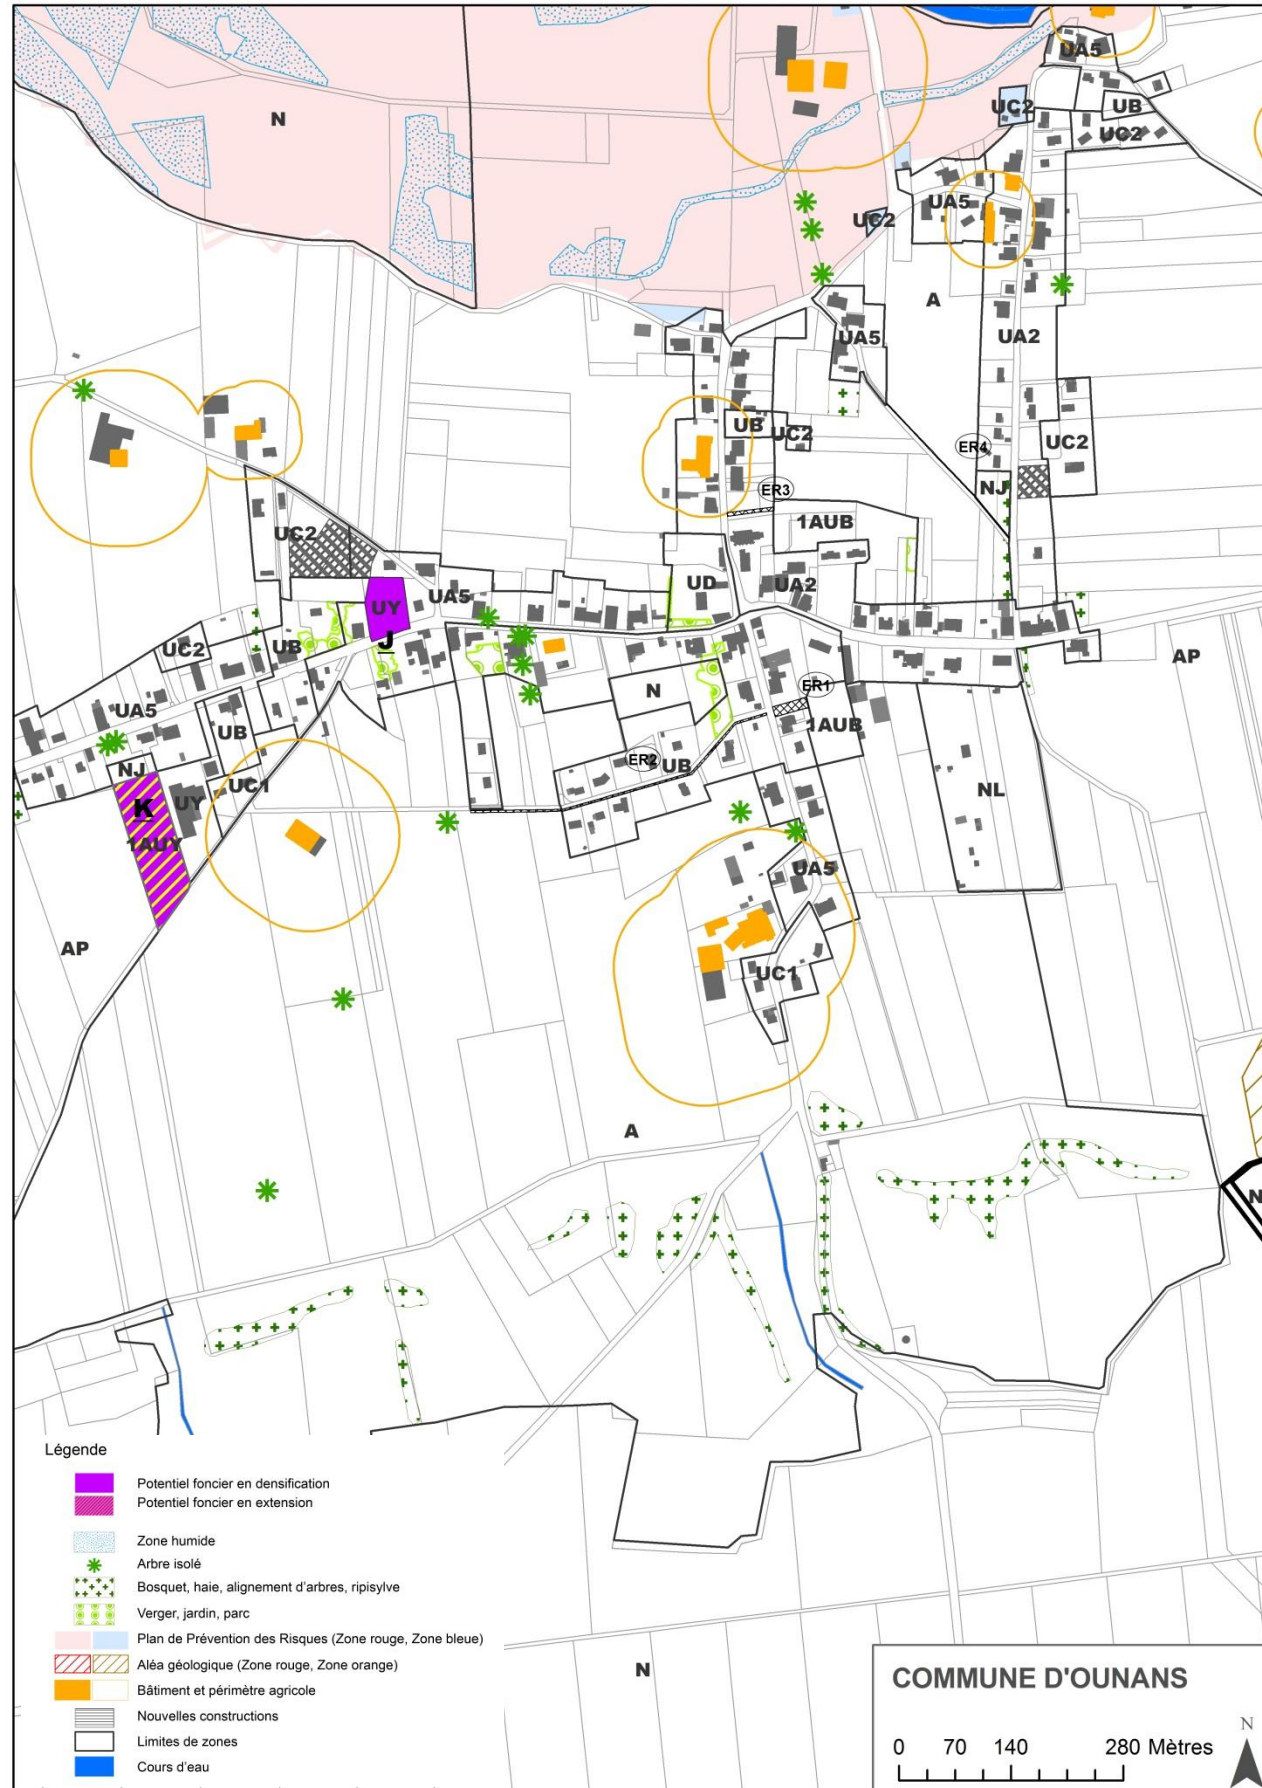 UA5
N
UC2
UB
UC2
UA5
UC2
A
UA5
UA2
UB
UC2
UC2
ER4
NJ
ER3
1AUB
UC2
UD
UA2
UA5
UY
J
UB
UC2
AP
N
ER1
UA5
1AUB
UB
ER2
UB
NJ
UC1
NL
K
UY
1AUY
UA5
AP
UC1
A
N
Légende
Potentiel foncier en densification
Potentiel foncier en extension
Zone humide
Arbre isolé
Bosquet, haie, alignement d'arbres, ripisylve
Verger, jardin, parc
Plan de Prévention des Risques (Zone rouge, Zone bleue)
Aléa géologique (Zone rouge, Zone orange)
Bâtiment et périmètre agricole
Nouvelles constructions
Limites de zones
Cours d'eau
N
COMMUNE D'OUNANS
N
0 70 140 280 Mètres